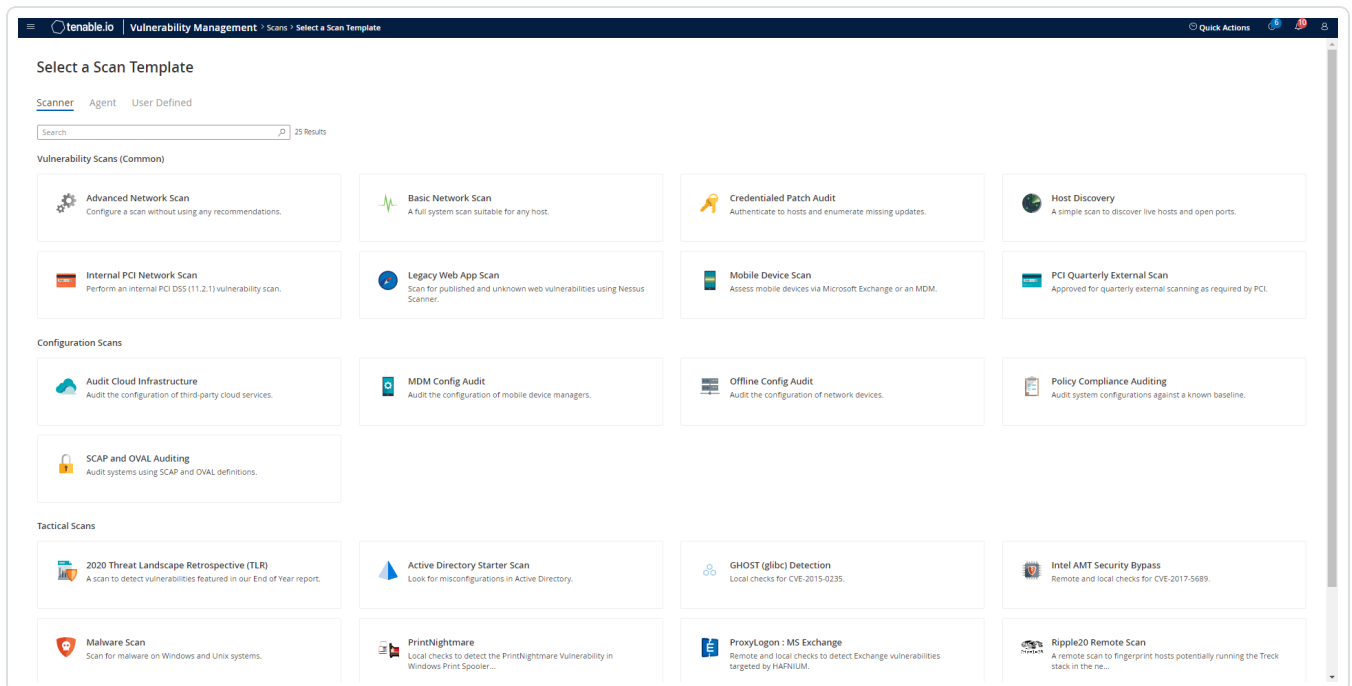 tenable.io Vulnerability Management > Scans > Select a Scan Template Quick Actions 6 10
Select a Scan Template
Scanner Agent User Defined
Search 25 Results
Vulnerability Scans (Common)
Advanced Network Scan
Configure a scan without using any recommendations.
Basic Network Scan
A full system scan suitable for any host.
Credentialed Patch Audit
Authenticate to hosts and enumerate missing updates.
Host Discovery
A simple scan to discover live hosts and open ports.
Internal PCI Network Scan
Perform an internal PCI DSS (11.2.1) vulnerability scan.
Legacy Web App Scan
Scan for published and unknown web vulnerabilities using Nessus
Scanner.
Mobile Device Scan
Assess mobile devices via Microsoft Exchange or an MDM.
PCI Quarterly External Scan
Approved for quarterly external scanning as required by PCI.
Configuration Scans
Audit Cloud Infrastructure
Audit the configuration of third-party cloud services.
MDM Config Audit
Audit the configuration of mobile device managers.
Offline Config Audit
Audit the configuration of network devices.
Policy Compliance Auditing
Audit system configurations against a known baseline.
SCAP and OVAL Auditing
Audit systems using SCAP and OVAL definitions.
Tactical Scans
2020 Threat Landscape Retrospective (TLR)
A scan to detect vulnerabilities featured in our End of Year report.
Active Directory Starter Scan
Look for misconfigurations in Active Directory.
GHOST (glibc) Detection
Local checks for CVE-2015-0235.
Intel AMT Security Bypass
Remote and local checks for CVE-2017-5689.
Malware Scan
Scan for malware on Windows and Unix systems.
PrintNightmare
Local checks to detect the PrintNightmare Vulnerability in
Windows Print Spooler...
ProxyLogon : MS Exchange
Remote and local checks to detect Exchange vulnerabilities
targeted by HAFNIUM.
Ripple20 Remote Scan
A remote scan to fingerprint hosts potentially running the Treck
stack in the ne...